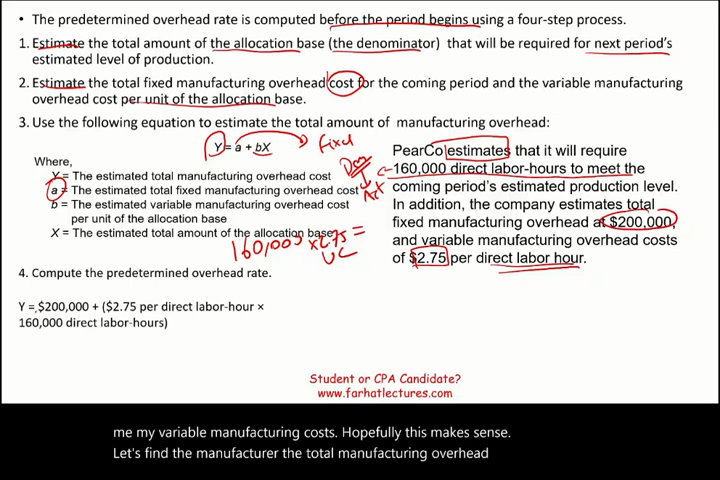 • The predetermined overhead rate is computed before the period begins using a four-step process.
1. Estimate the total amount of the allocation base (the denominator) that will be required for next period's
estimated level of production.
2. Estimate the total fixed manufacturing overhead cost for the coming period and the variable manufacturing
overhead cost per unit of the allocation base.
3. Use the following equation to estimate the total amount of manufacturing overhead:
Y = a + bX
fixed
Where,
Y = The estimated total manufacturing overhead cost
a = The estimated total fixed manufacturing overhead cost
b = The estimated variable manufacturing overhead cost
per unit of the allocation base
X = The estimated total amount of the allocation base
160,000 x 2.75 =
VC
4. Compute the predetermined overhead rate.
Y = $200,000 + ($2.75 per direct labor-hour ×
160,000 direct labor-hours)
PearCo estimates that it will require
160,000 direct labor-hours to meet the
coming period's estimated production level.
In addition, the company estimates total
fixed manufacturing overhead at $200,000,
and variable manufacturing overhead costs
of $2.75 per direct labor hour.
Student or CPA Candidate?
www.farhatlectures.com
me my variable manufacturing costs. Hopefully this makes sense.
Let's find the manufacturer the total manufacturing overhead